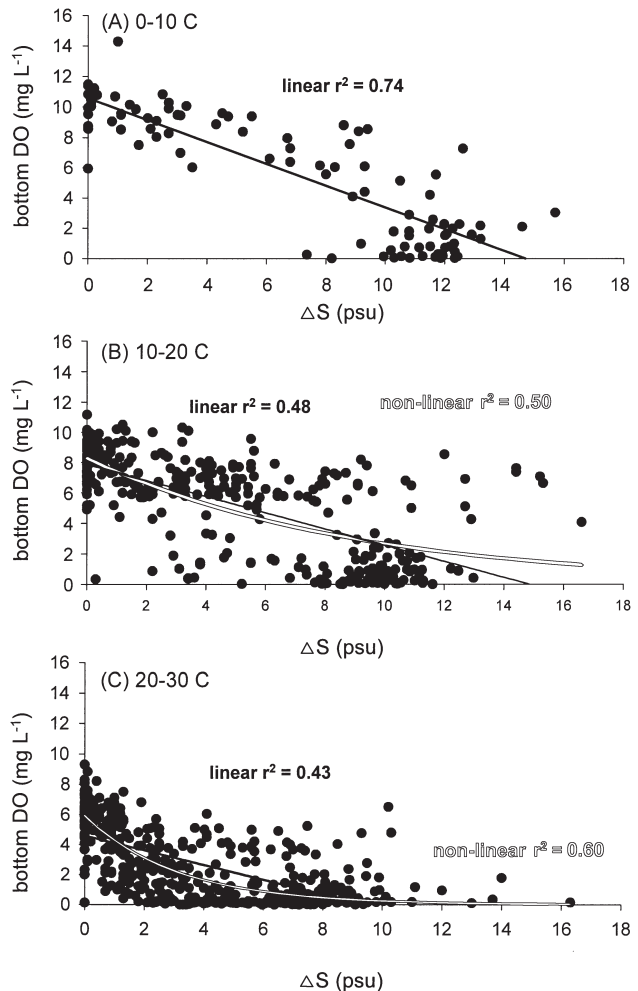 (A) 0-10 C
16
14
12
10
8
6
4
2
0
bottom DO (mg L⁻¹)
linear r² = 0.74
0 2 4 6 8 10 12 14 16 18
△S (psu)
(B) 10-20 C
16
14
12
10
8
6
4
2
0
bottom DO (mg L⁻¹)
linear r² = 0.48
non-linear r² = 0.50
0 2 4 6 8 10 12 14 16 18
△S (psu)
(C) 20-30 C
16
14
12
10
8
6
4
2
0
bottom DO (mg L⁻¹)
linear r² = 0.43
non-linear r² = 0.60
0 2 4 6 8 10 12 14 16 18
△S (psu)